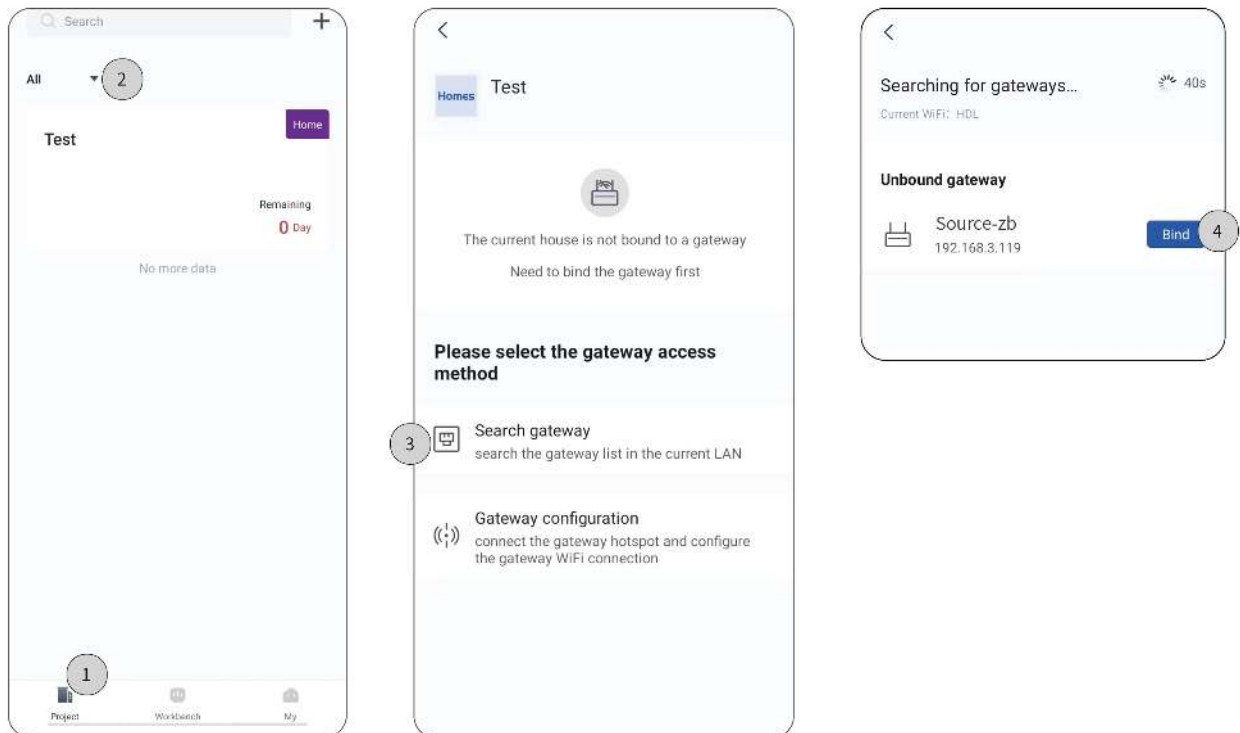 Search
+
All
2
Home
Test
Remaining
0 Day
No more data
1
Project
Workbench
My
Homes
Test
The current house is not bound to a gateway
Need to bind the gateway first
Please select the gateway access
method
3
Search gateway
search the gateway list in the current LAN
Gateway configuration
connect the gateway hotspot and configure
the gateway WiFi connection
Searching for gateways...
40s
Current WiFi: HDL
Unbound gateway
Source-zb
192.168.3.119
Bind
4